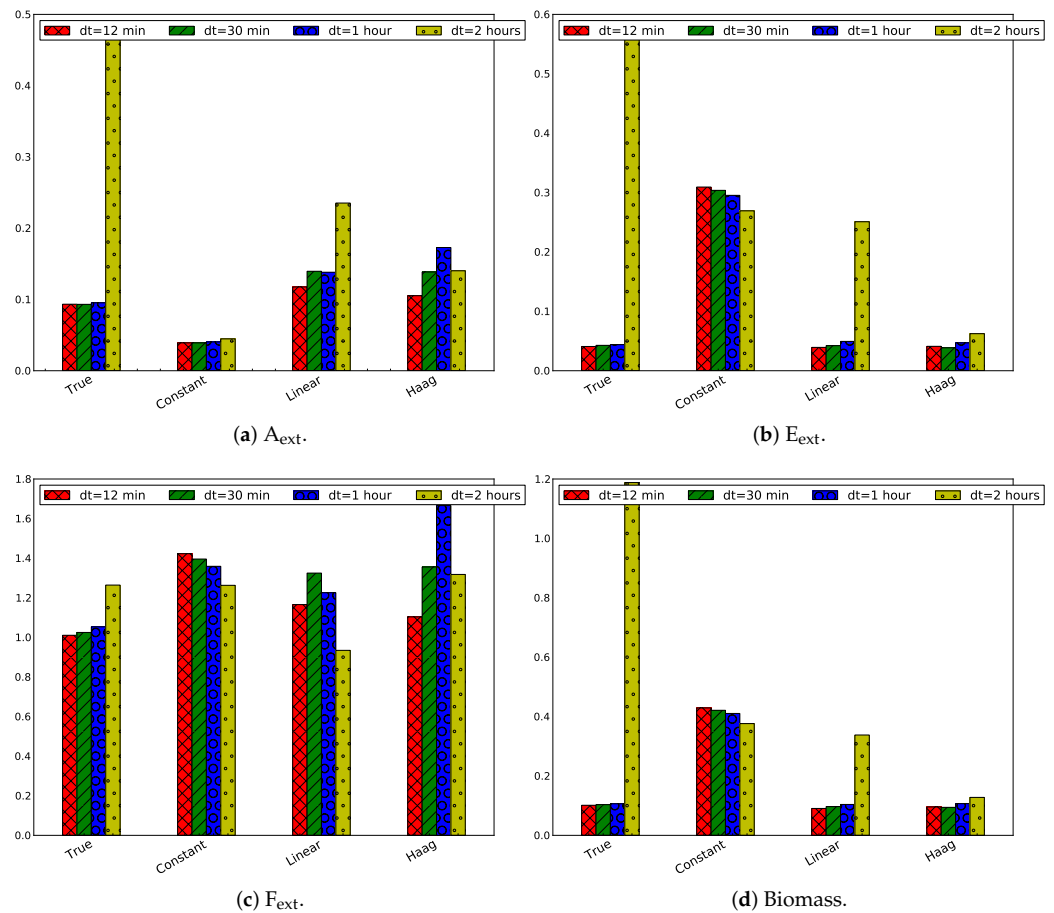 0.5
dt=12 min dt=30 min dt=1 hour dt=2 hours
0.4
0.3
0.2
0.1
0.0
True Constant Linear Haag
(a) Aext.
0.6
dt=12 min dt=30 min dt=1 hour dt=2 hours
0.5
0.4
0.3
0.2
0.1
0.0
True Constant Linear Haag
(b) Eext.
1.8
dt=12 min dt=30 min dt=1 hour dt=2 hours
1.6
1.4
1.2
1.0
0.8
0.6
0.4
0.2
0.0
True Constant Linear Haag
(c) Fext.
1.2
dt=12 min dt=30 min dt=1 hour dt=2 hours
1.0
0.8
0.6
0.4
0.2
0.0
True Constant Linear Haag
(d) Biomass.